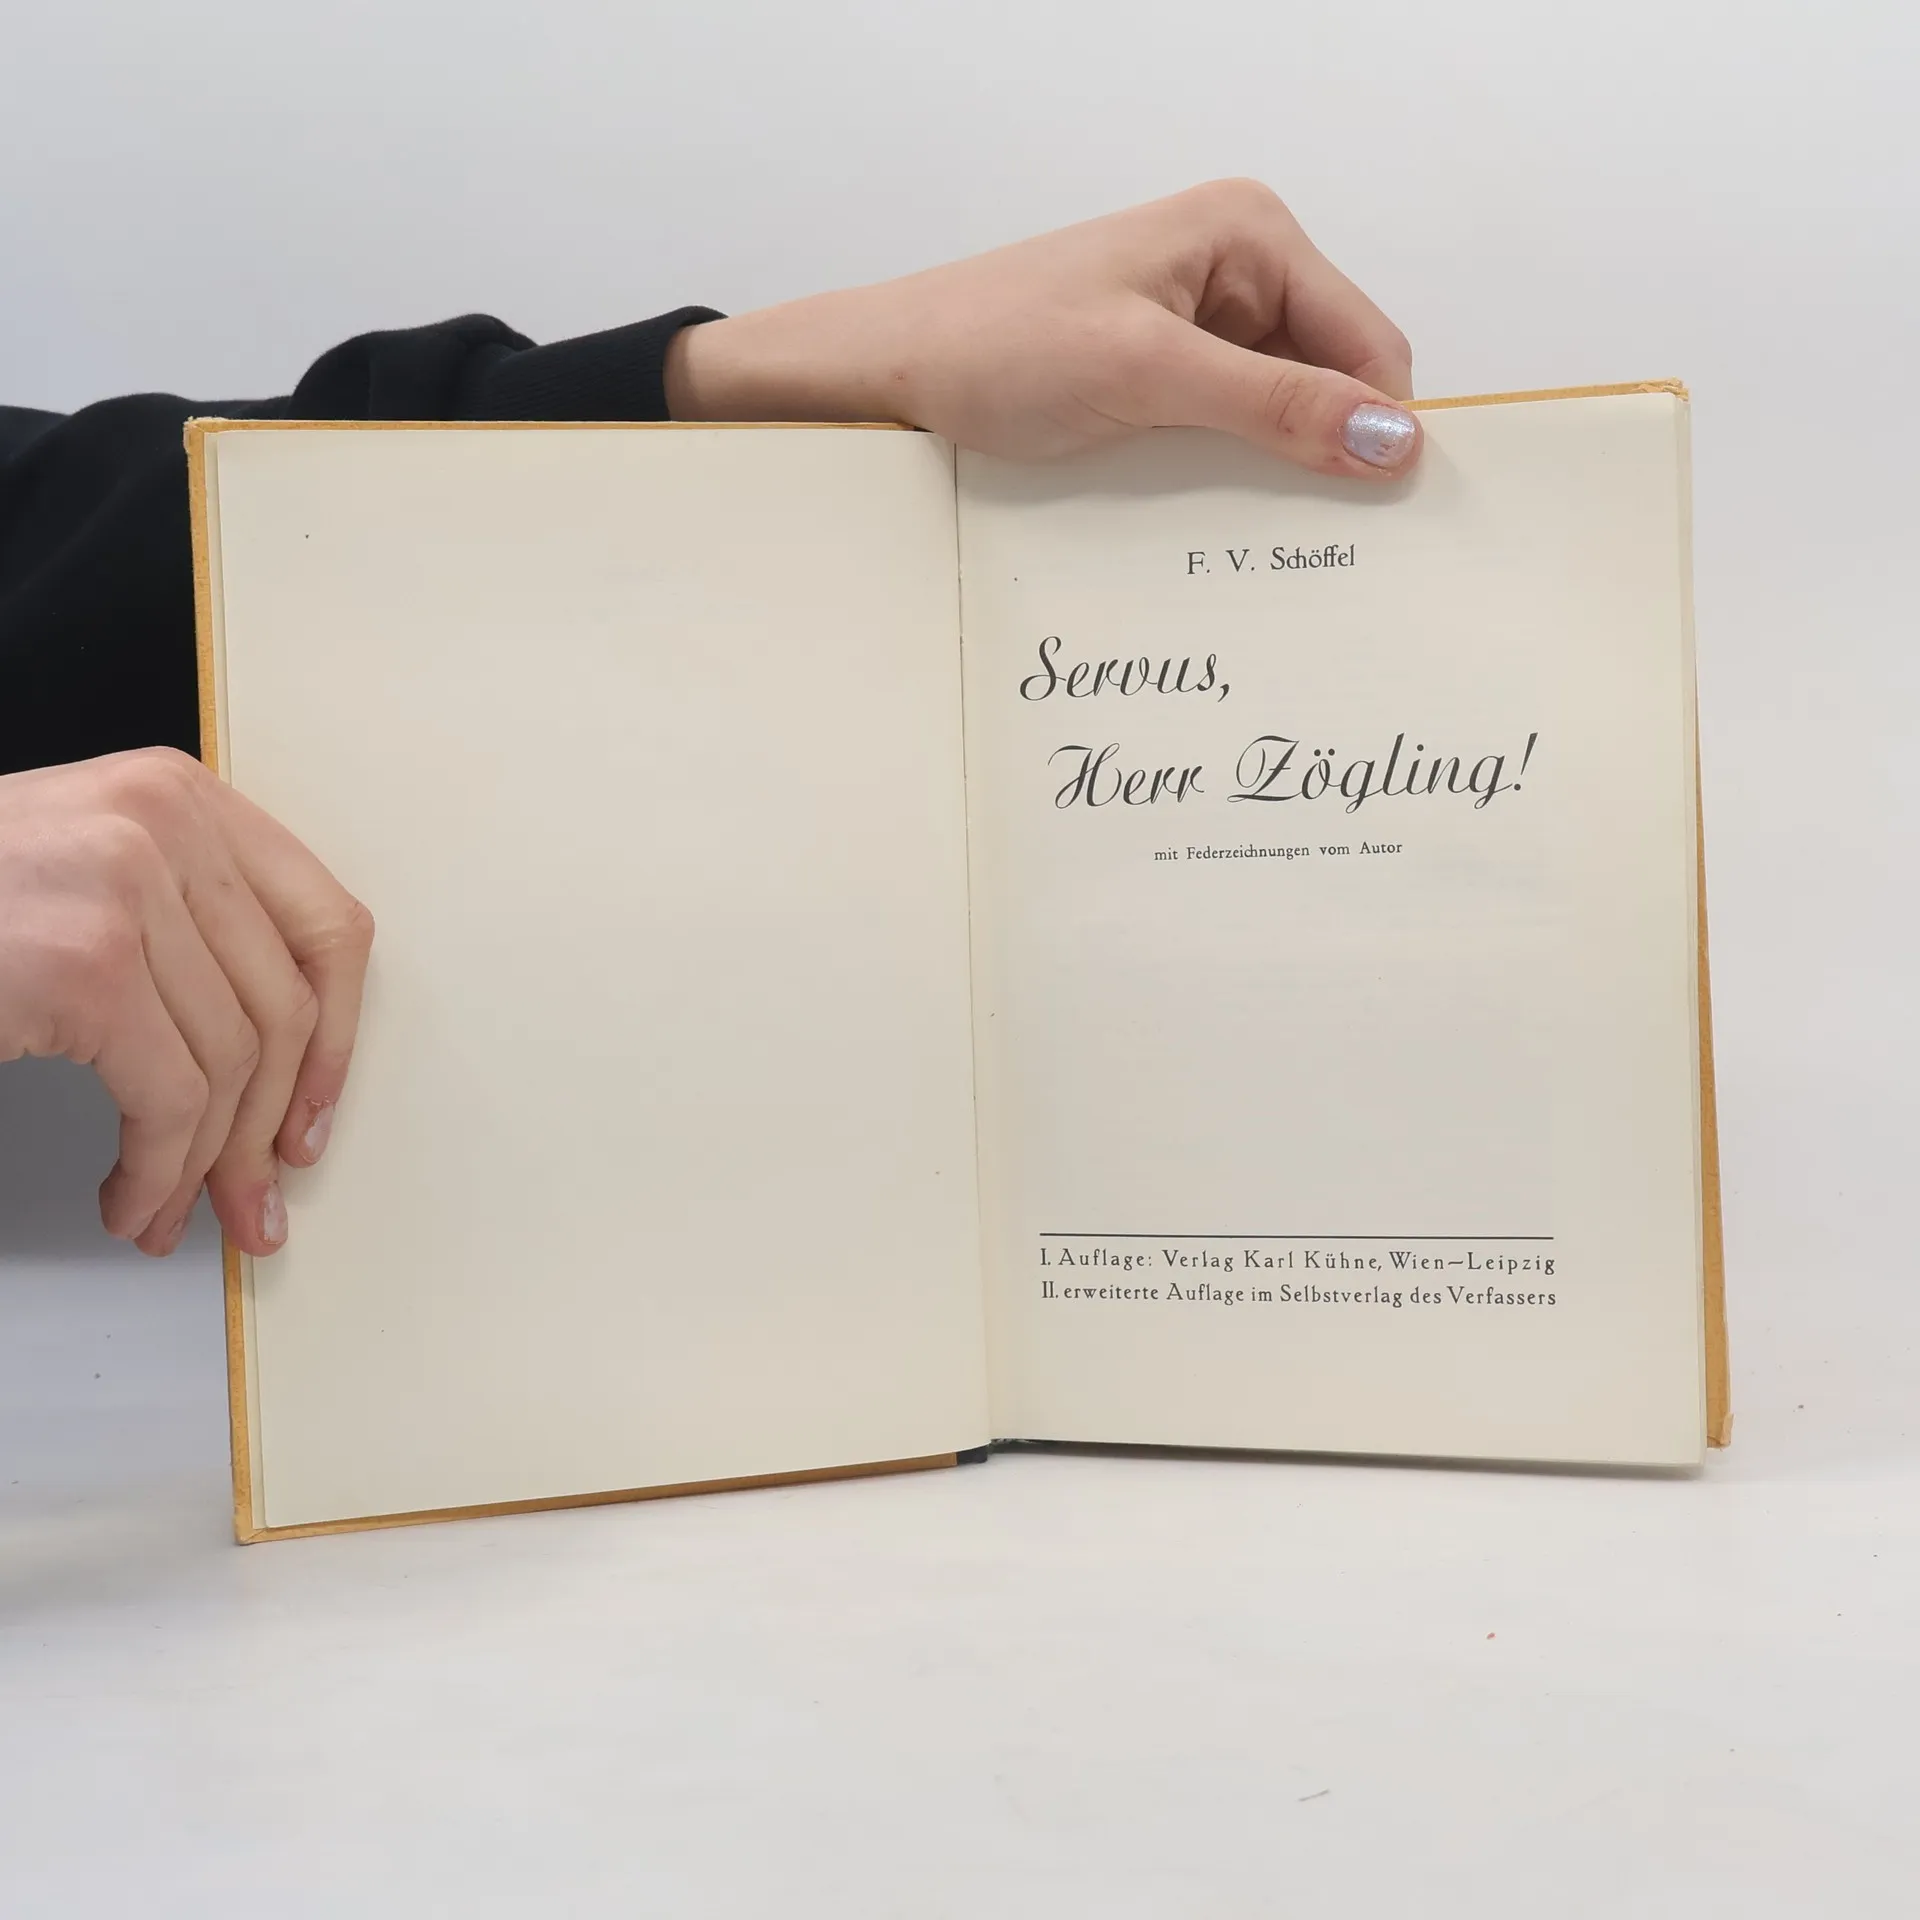 F. V. Schöffel
Servus,
Herr Zögling!
mit Federzeichnungen vom Autor
I. Auflage: Verlag Karl Kühne, Wien—Leipzig
II. erweiterte Auflage im Selbstverlag des Verfassers